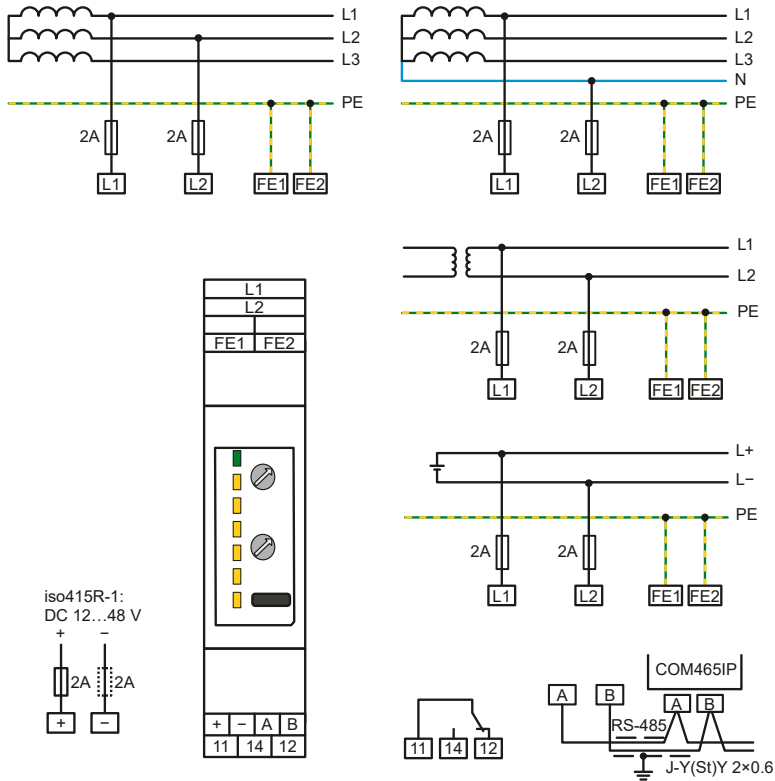 L1
L2
L3
PE
2A
2A
L1
L2
FE1
FE2
L1
L2
L3
N
PE
2A
2A
L1
L2
FE1
FE2
L1
L2
PE
2A
2A
L1
L2
FE1
FE2
L+
L−
PE
2A
2A
L1
L2
FE1
FE2
L1
L2
FE1 FE2
+ − A B
11 14 12
iso415R-1:
DC 12...48 V
+ −
2A 2A
+ −
11 14 12
COM465IP
A B
A B
RS-485
J-Y(St)Y 2×0.6